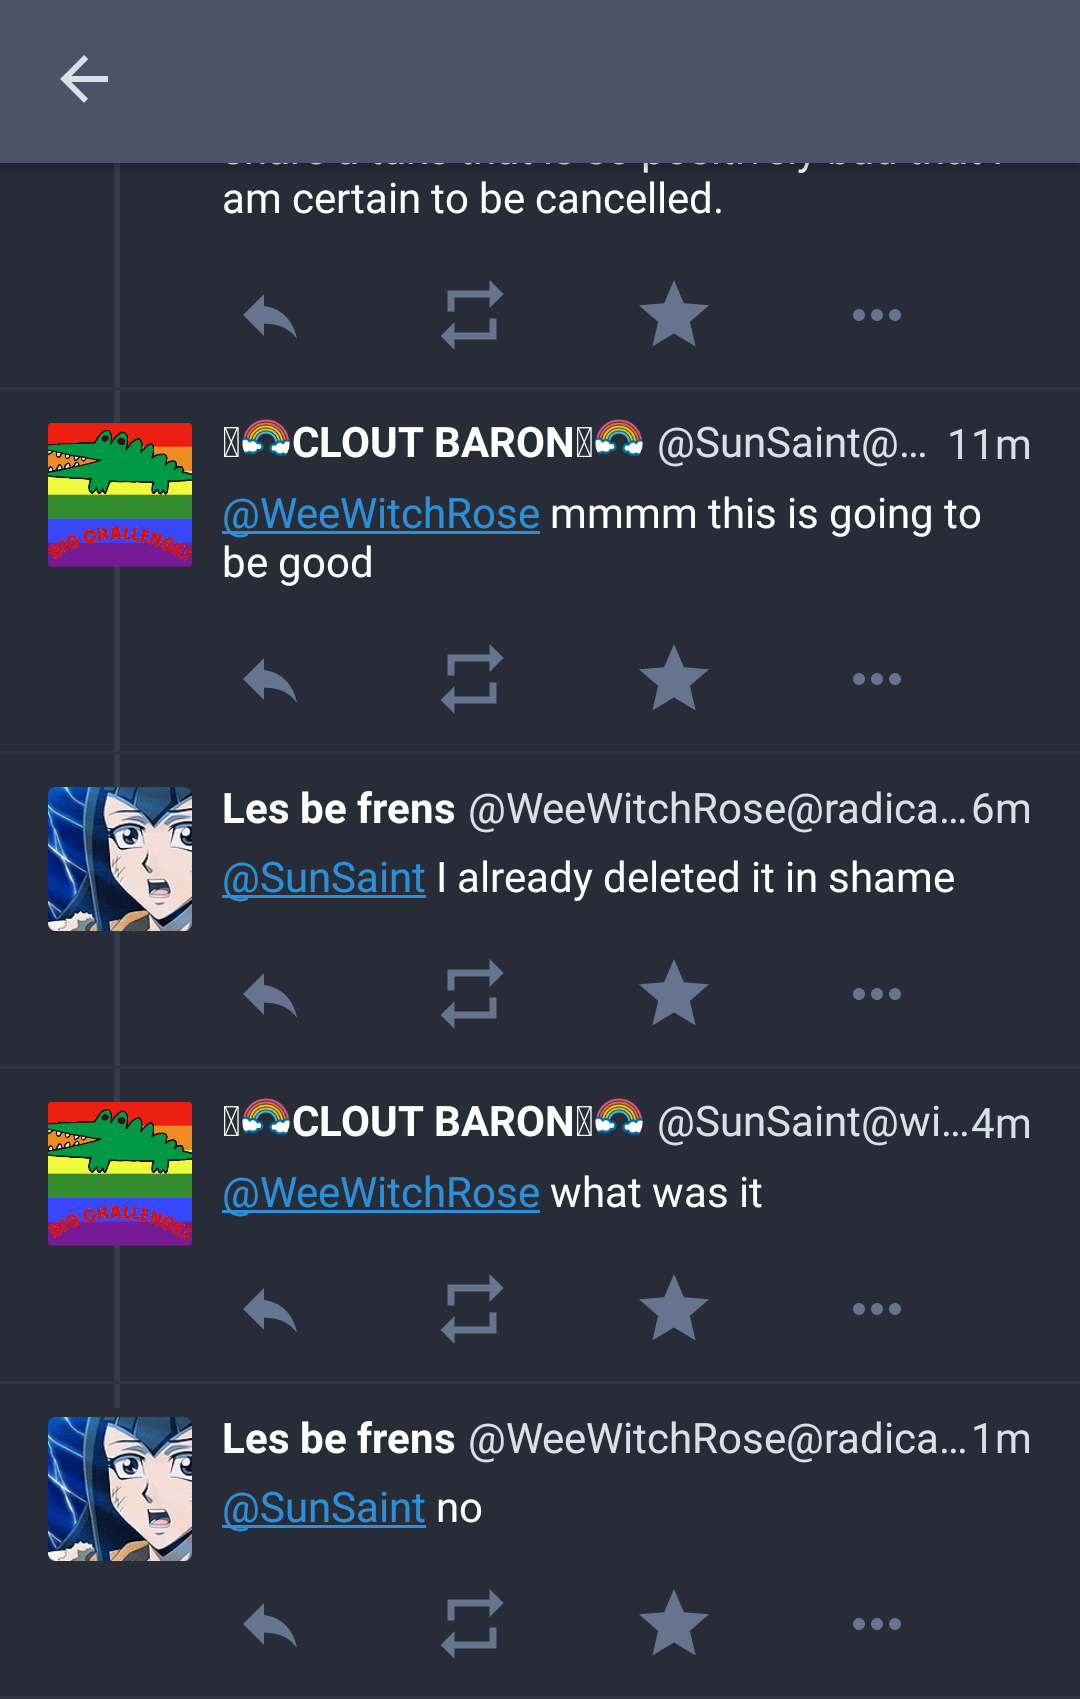 am certain to be cancelled.
🌈CLOUT BARON🌈 @SunSaint@... 11m
@WeeWitchRose mmmm this is going to
be good
BIG CHALLENGES
Les be frens @WeeWitchRose@radica... 6m
@SunSaint I already deleted it in shame
🌈CLOUT BARON🌈 @SunSaint@wi... 4m
@WeeWitchRose what was it
BIG CHALLENGES
Les be frens @WeeWitchRose@radica... 1m
@SunSaint no